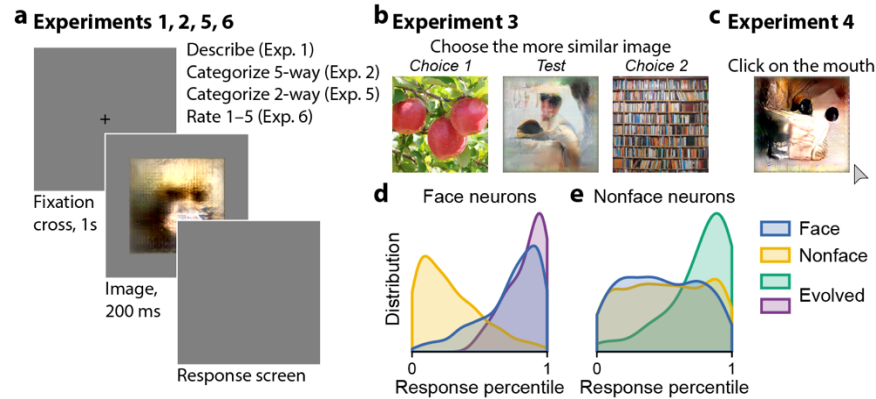 a Experiments 1, 2, 5, 6
Describe (Exp. 1)
Categorize 5-way (Exp. 2)
Categorize 2-way (Exp. 5)
Rate 1–5 (Exp. 6)
Fixation
cross, 1s
Image,
200 ms
Response screen
b Experiment 3
Choose the more similar image
Choice 1 Test Choice 2
c Experiment 4
Click on the mouth
d Face neurons
Distribution
0 1
Response percentile
e Nonface neurons
0 1
Response percentile
Face
Nonface
Evolved